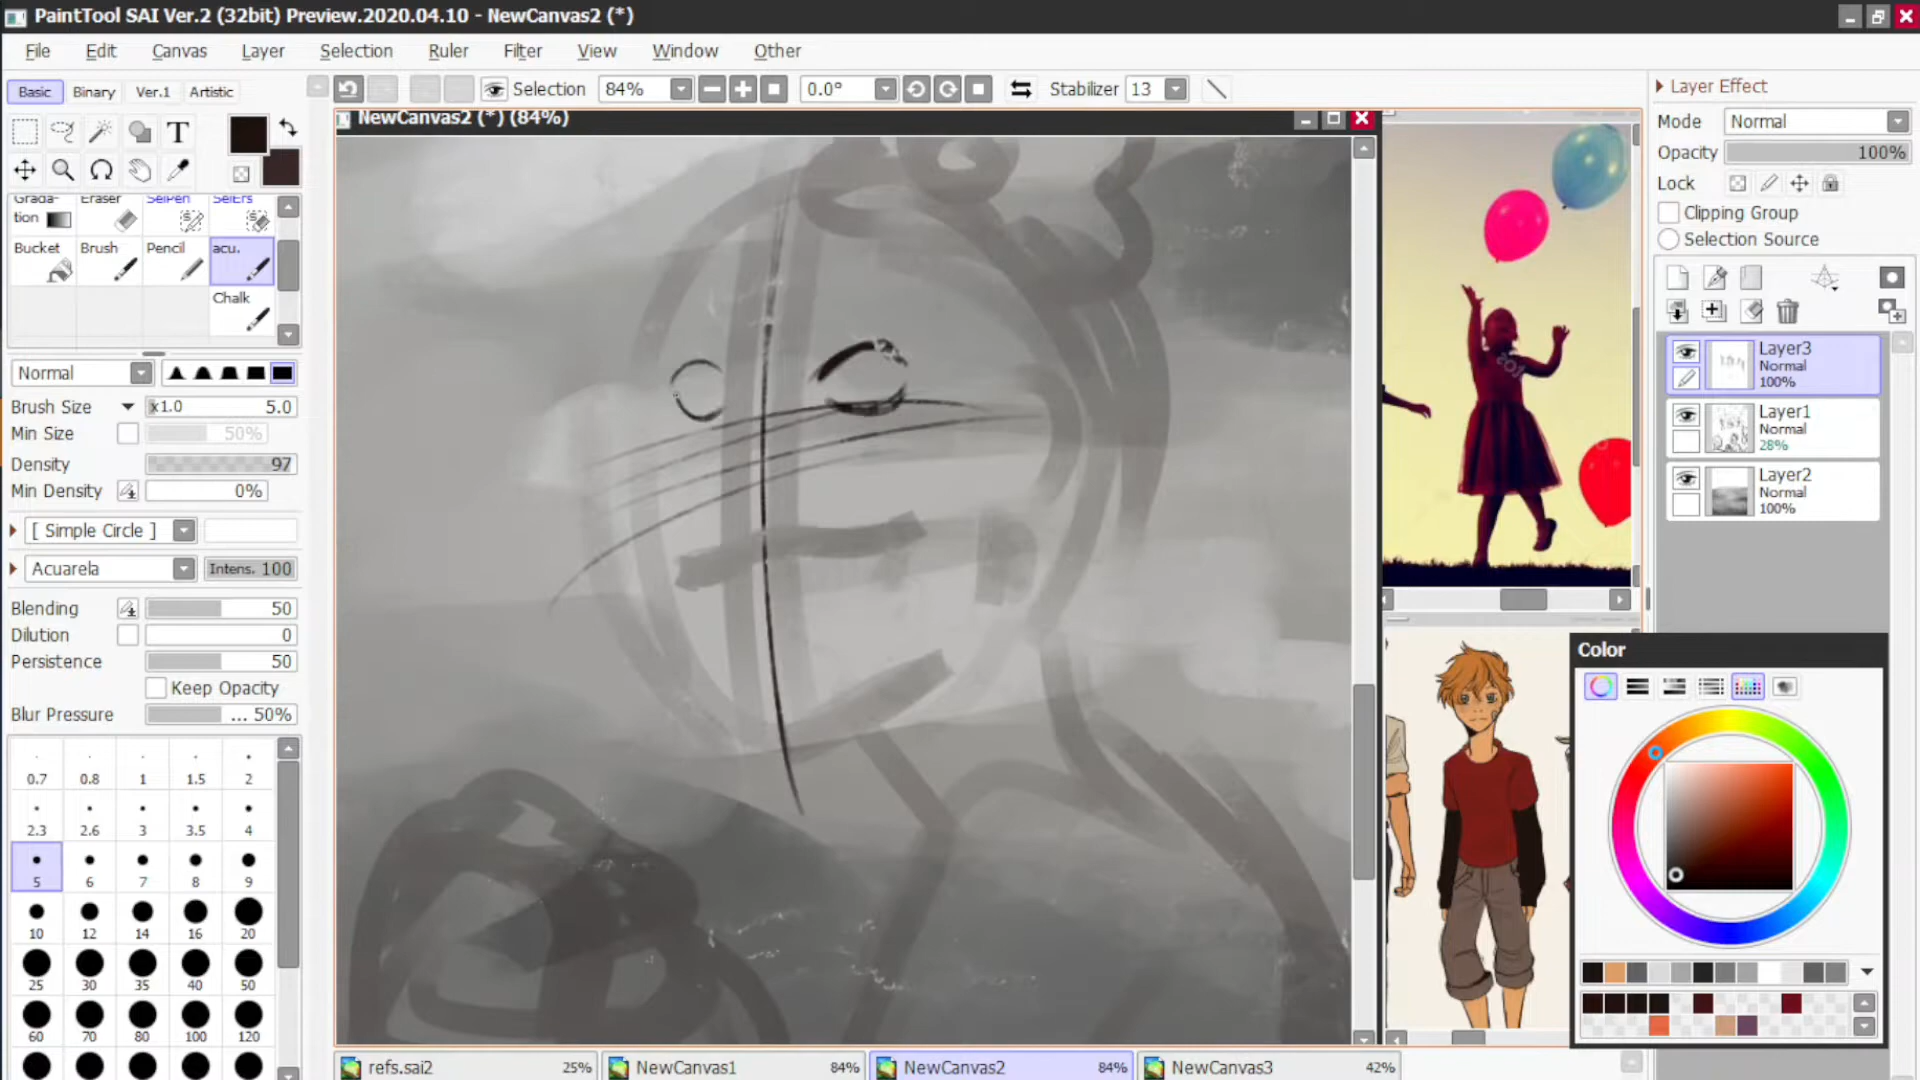 PaintTool SAI Ver.2 (32bit) Preview.2020.04.10 - NewCanvas2 (*)
File Edit Canvas Layer Selection Ruler Filter View Window Other
Basic Binary Ver.1 Artistic
Selection 84% 0.0° Stabilizer 13
NewCanvas2 (*) (84%)
T
Grada-
tion Eraser SelPen SelErs
Bucket Brush Pencil acu.
Chalk
Normal
Brush Size x1.0 5.0
Min Size 50%
Density 97
Min Density 0%
[ Simple Circle ]
Acuarela Intens. 100
Blending 50
Dilution 0
Persistence 50
Keep Opacity
Blur Pressure ... 50%
0.7 0.8 1 1.5 2
2.3 2.6 3 3.5 4
5 6 7 8 9
10 12 14 16 20
25 30 35 40 50
60 70 80 100 120
Layer Effect
Mode Normal
Opacity 100%
Lock
Clipping Group
Selection Source
Layer3
Normal
100%
Layer1
Normal
28%
Layer2
Normal
100%
Color
refs.sai2 25% NewCanvas1 84% NewCanvas2 84% NewCanvas3 42%